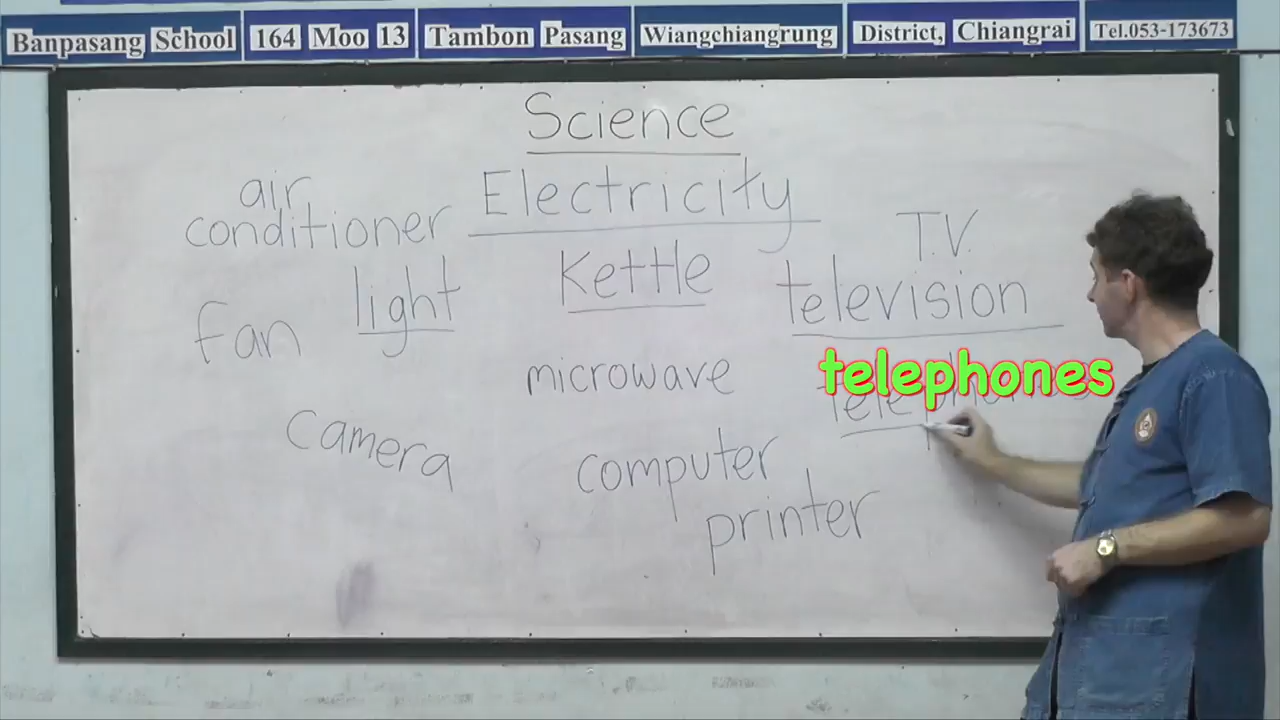 Banpasang School 164 Moo 13 Tambon Pasang Wiangchiangrung District, Chiangrai Tel.053-173673
Science
Electricity
air
conditioner
T.V.
Kettle
television
light
fan
microwave
telephones
camera
computer
printer